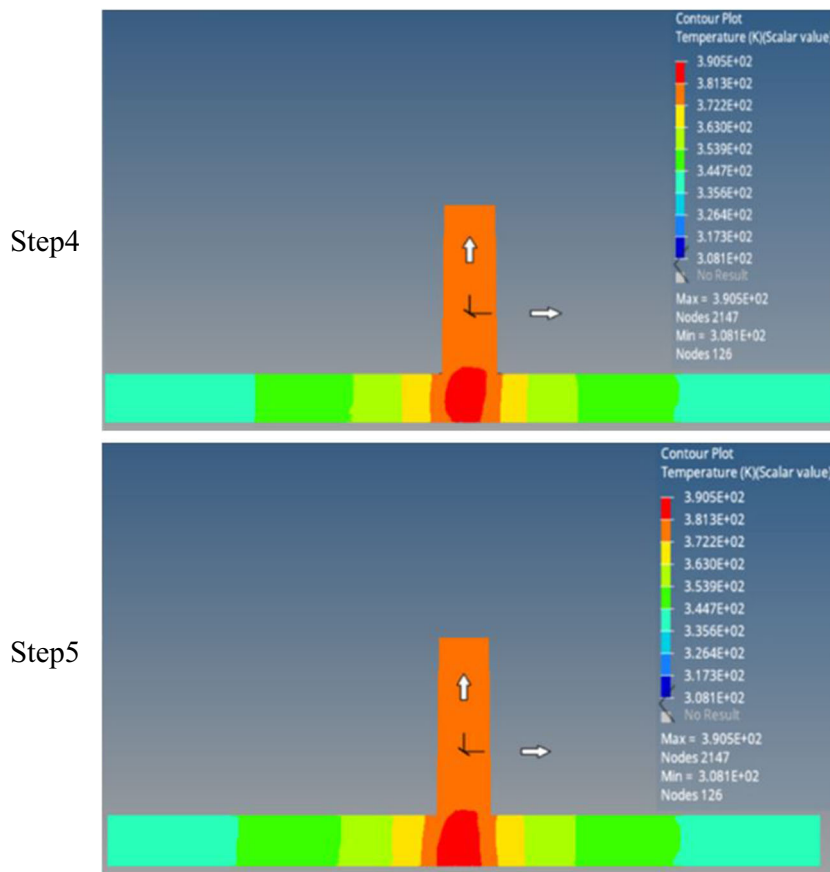 Step4
Contour Plot
Temperature (K)(Scalar value)
3.905E+02
3.813E+02
3.722E+02
3.630E+02
3.539E+02
3.447E+02
3.356E+02
3.264E+02
3.173E+02
3.081E+02
No Result
Max = 3.905E+02
Nodes 2147
Min = 3.081E+02
Nodes 126
Step5
Contour Plot
Temperature (K)(Scalar value)
3.905E+02
3.813E+02
3.722E+02
3.630E+02
3.539E+02
3.447E+02
3.356E+02
3.264E+02
3.173E+02
3.081E+02
No Result
Max = 3.905E+02
Nodes 2147
Min = 3.081E+02
Nodes 126